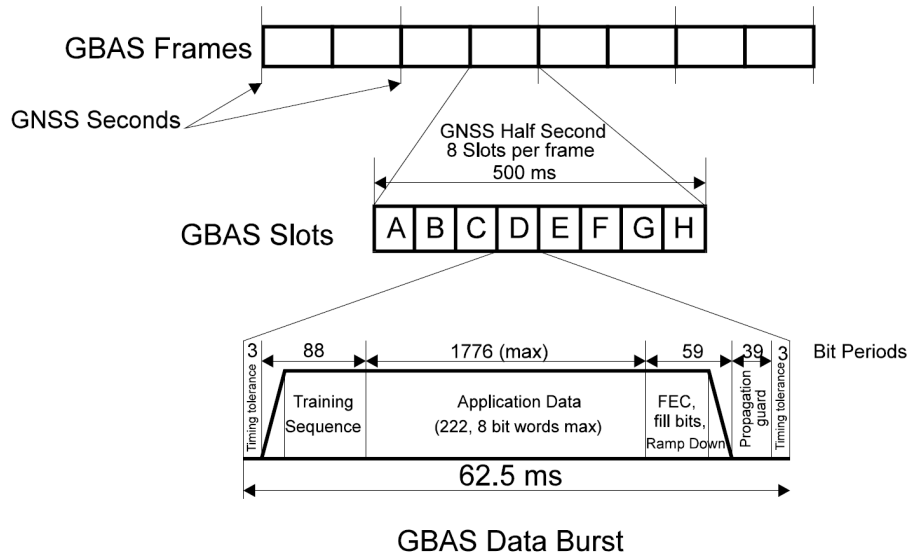 GBAS Frames
GNSS Seconds
GNSS Half Second
8 Slots per frame
500 ms
GBAS Slots
A B C D E F G H
3 88 1776 (max) 59 39 3 Bit Periods
Timing tolerance
Training
Sequence
Application Data
(222, 8 bit words max)
FEC,
fill bits,
Ramp Down
Propagation
guard
Timing tolerance
62.5 ms
GBAS Data Burst